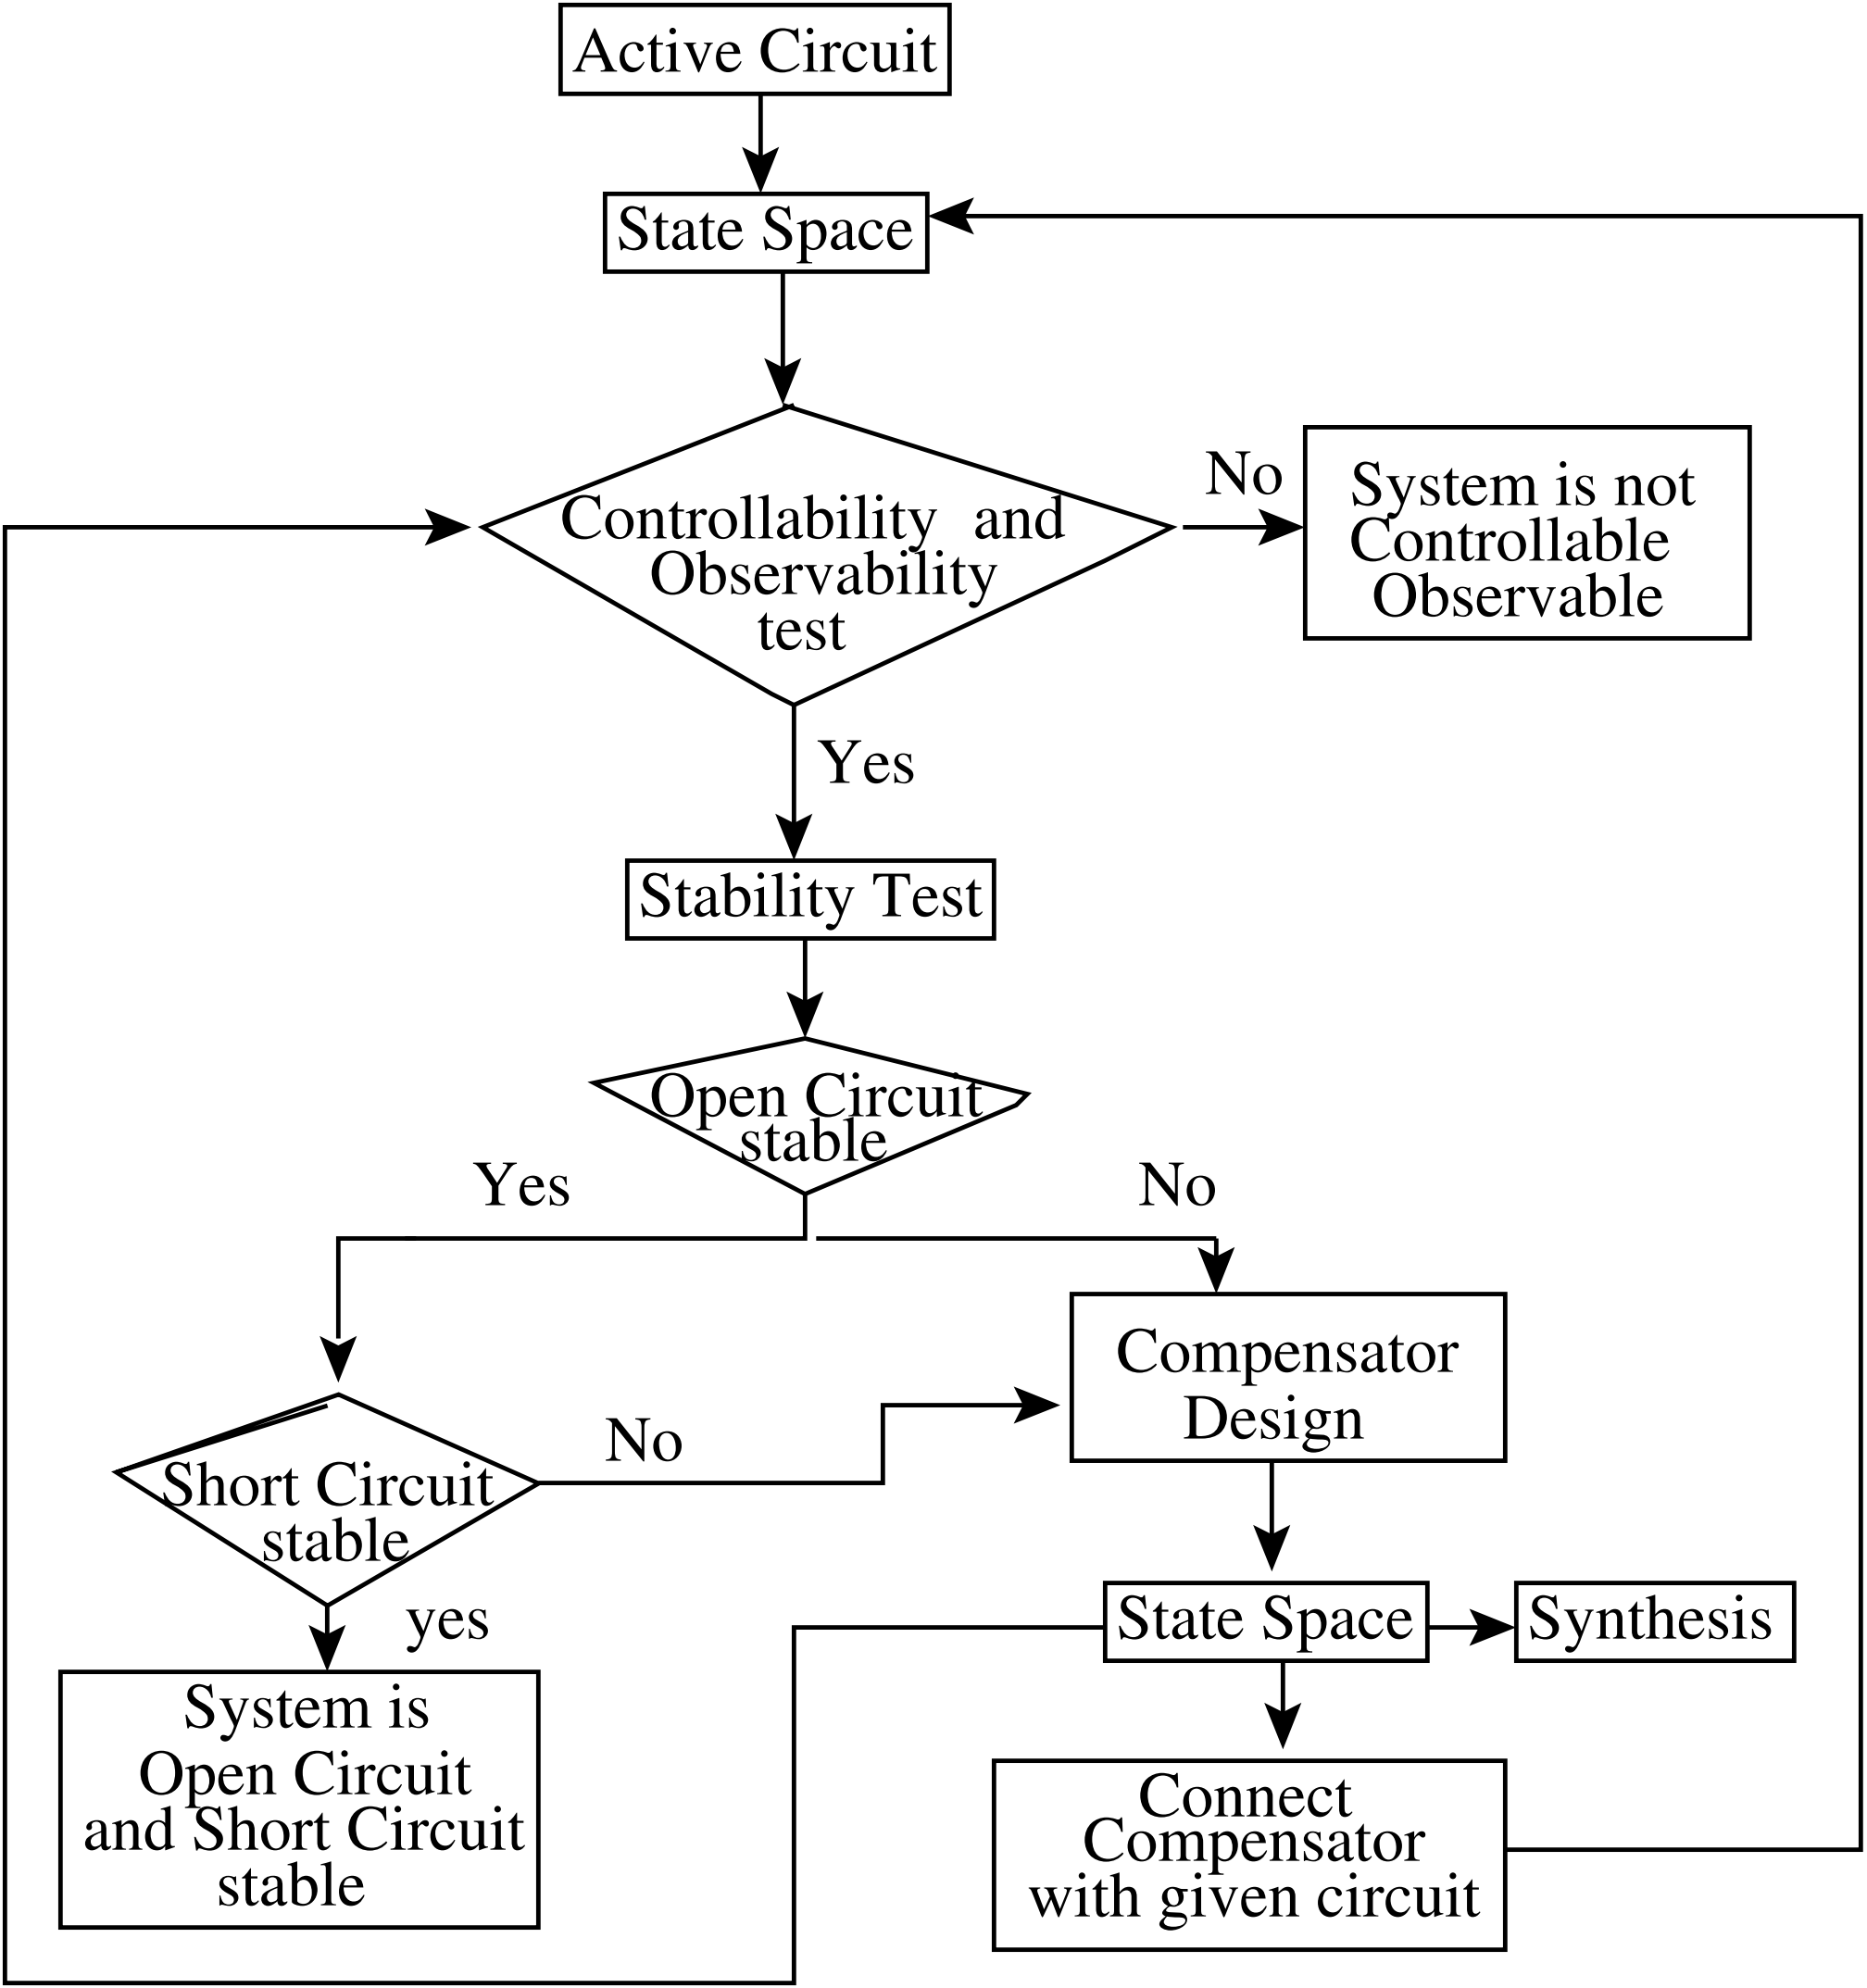 Active Circuit
State Space
Controllability and
Observability
test
No
System is not
Controllable
Observable
Yes
Stability Test
Open Circuit
stable
Yes
No
Compensator
Design
Short Circuit
stable
No
yes
State Space
Synthesis
System is
Open Circuit
and Short Circuit
stable
Connect
Compensator
with given circuit